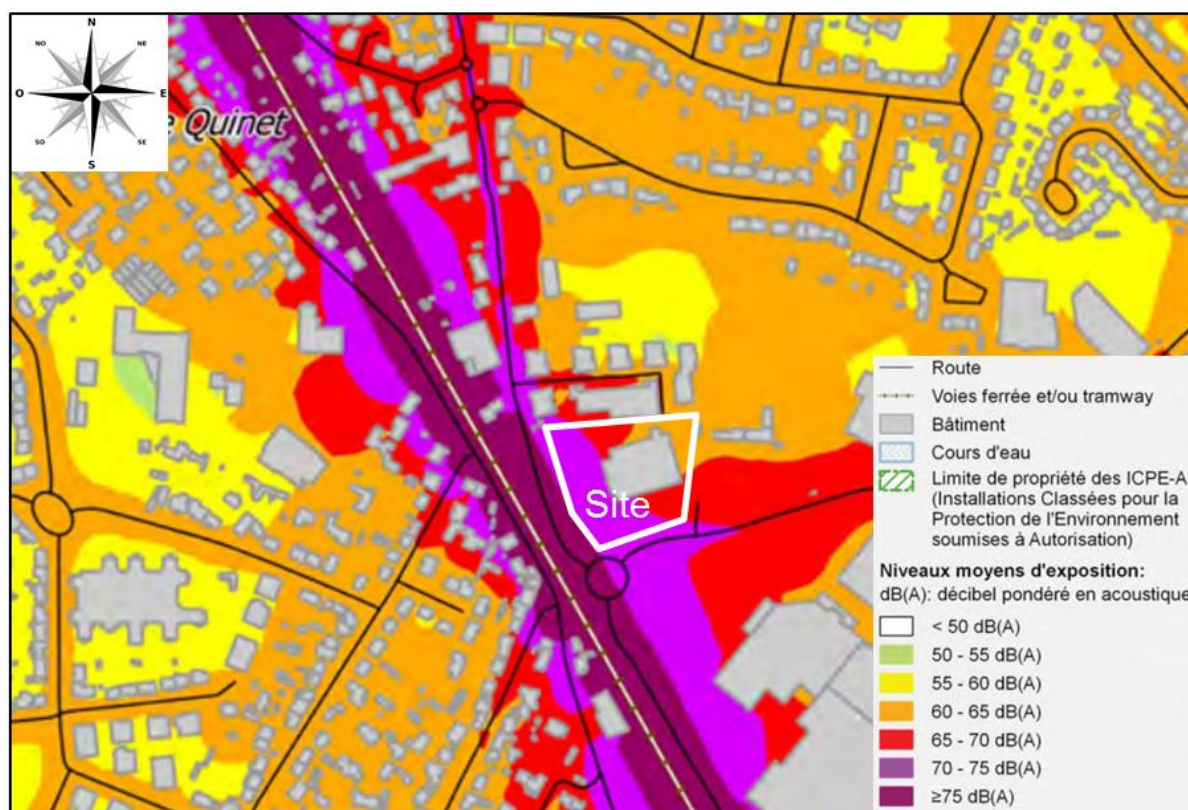 N
NO
NE
O
E
SO
SE
S
Quinet
Site
Route
Voies ferrée et/ou tramway
Bâtiment
Cours d'eau
Limite de propriété des ICPE-A
(Installations Classées pour la
Protection de l'Environnement
soumises à Autorisation)
Niveaux moyens d'exposition:
dB(A): décibel pondéré en acoustique
< 50 dB(A)
50 - 55 dB(A)
55 - 60 dB(A)
60 - 65 dB(A)
65 - 70 dB(A)
70 - 75 dB(A)
≥75 dB(A)